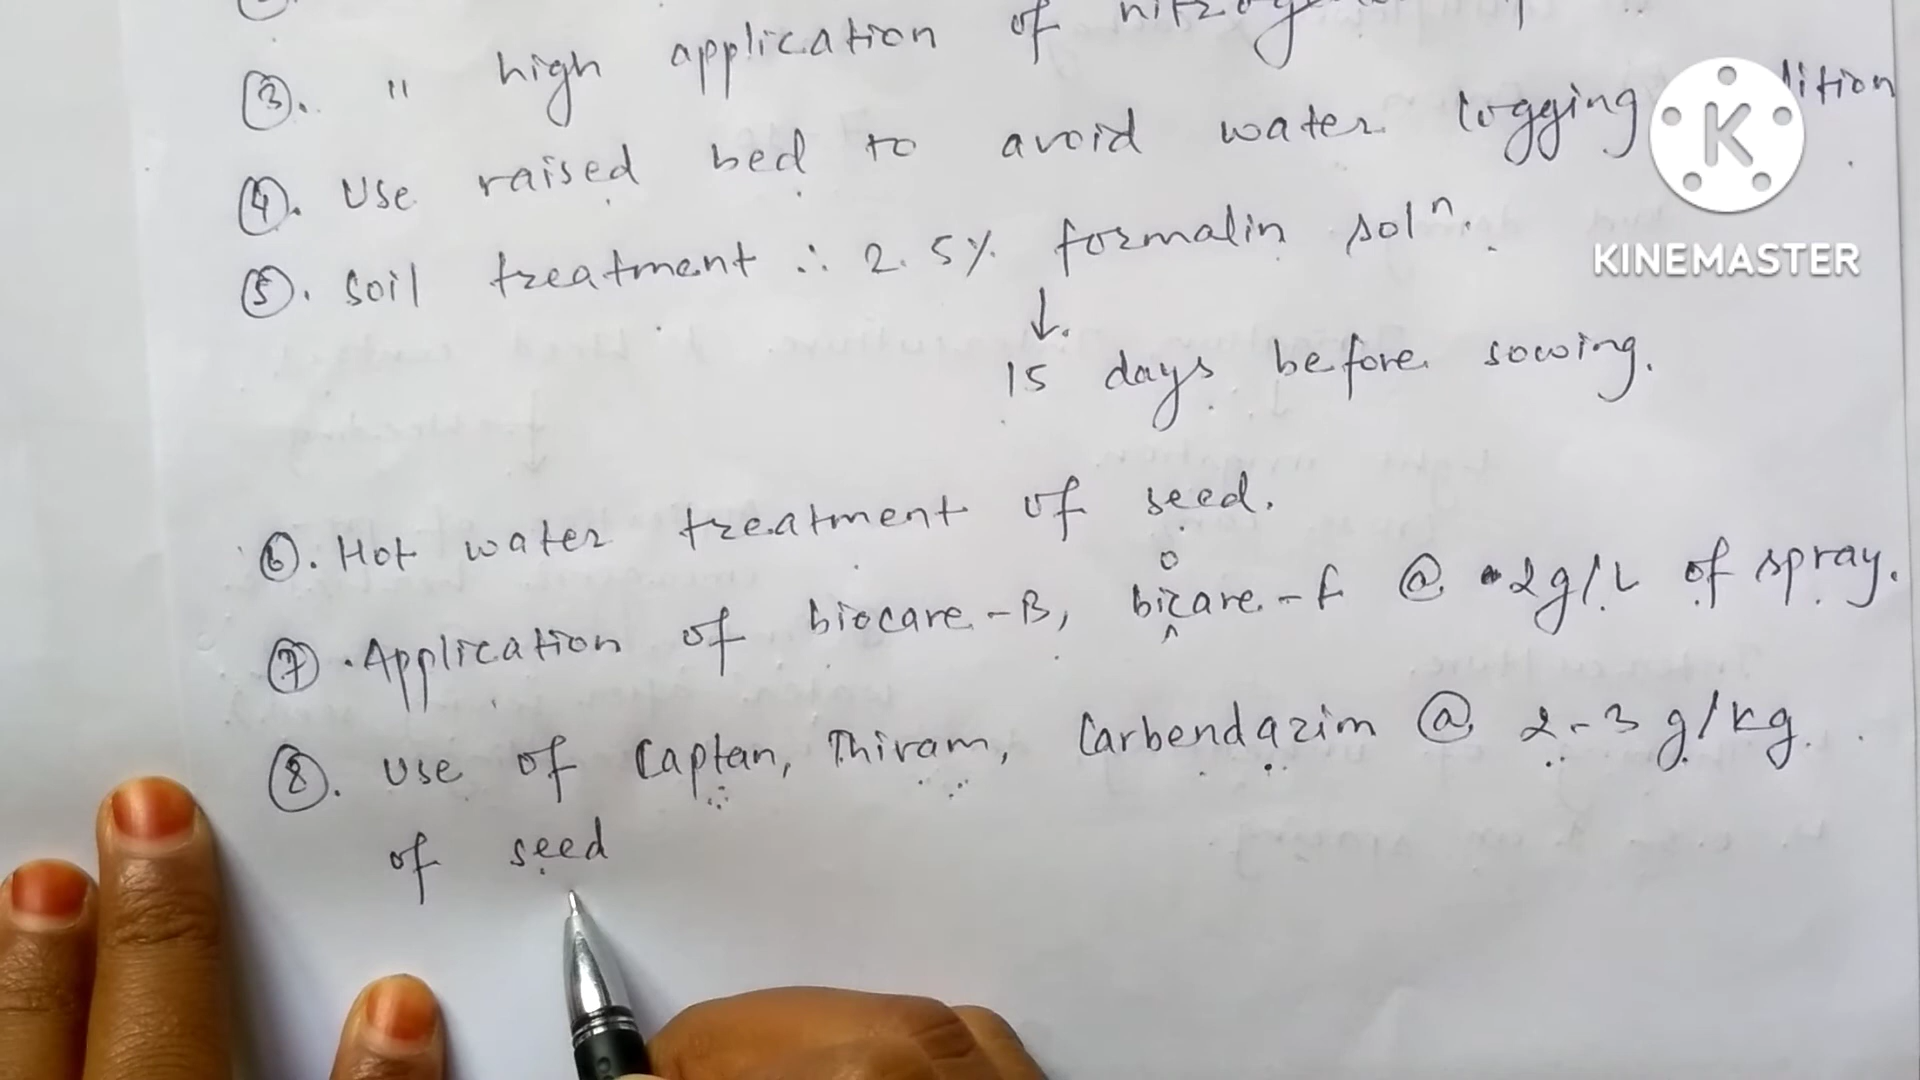 ③. " high application of
④. Use raised bed to avoid water logging
⑤. Soil treatment ∴ 2.5% formalin solⁿ.
↓
15 days before sowing.
⑥. Hot water treatment of seed.
⑦. Application of biocare-B, biocare-F @ 2g/L of spray.
⑧. Use of Captan, Thiram, Carbendazim @ 2-3 g/kg.
of seed
K
KINEMASTER